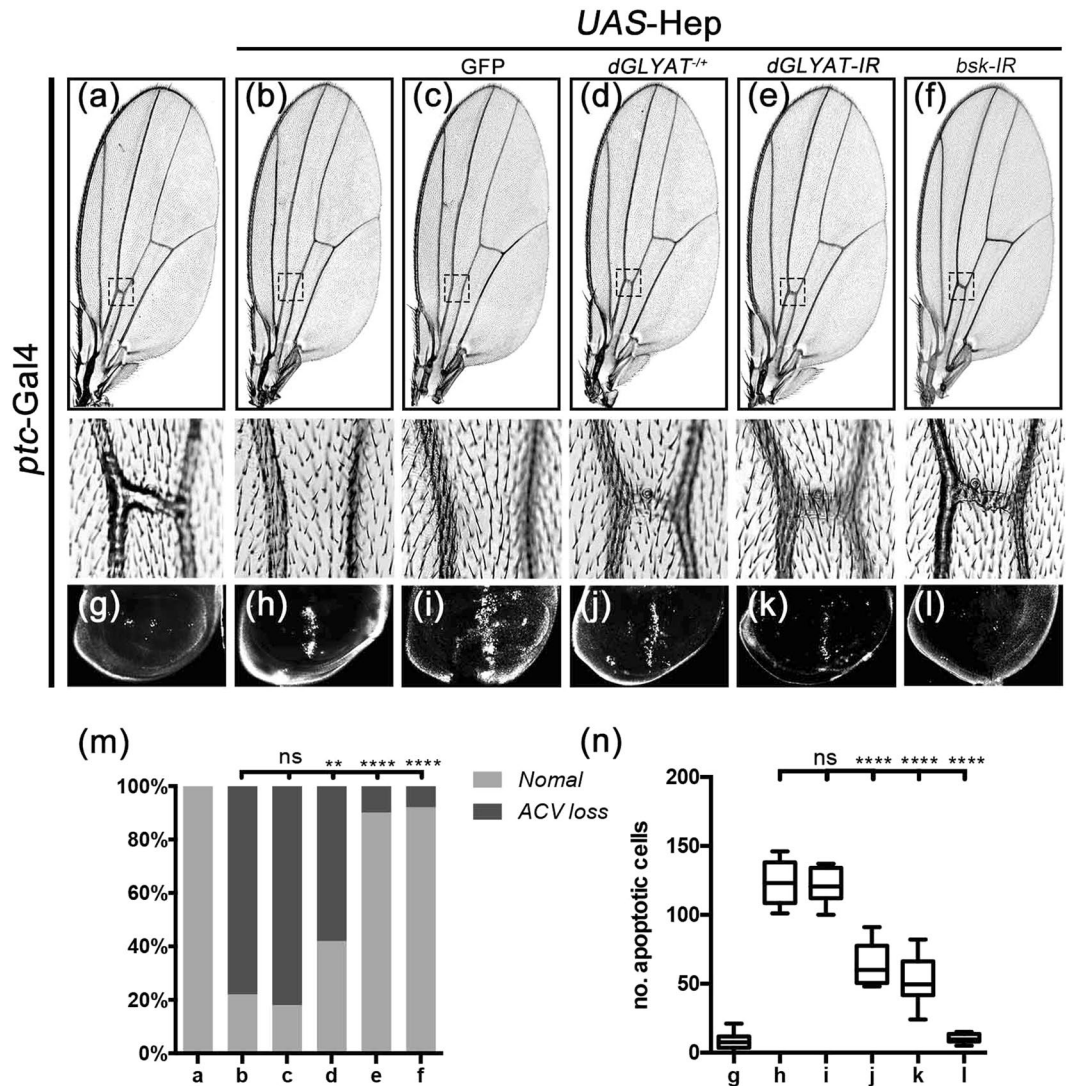 UAS-Hep
GFP
dGLYAT-/+
dGLYAT-IR
bsk-IR
ptc-Gal4
(a)
(b)
(c)
(d)
(e)
(f)
(g)
(h)
(i)
(j)
(k)
(l)
(m)
ns
**
****
****
100%
80%
60%
40%
20%
0%
a
b
c
d
e
f
Nomal
ACV loss
(n)
ns
****
****
****
no. apoptotic cells
200
150
100
50
0
g
h
i
j
k
l